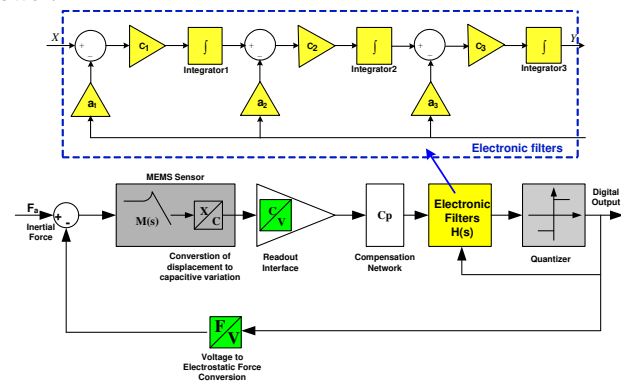 X
+
−
c1
∫
Integrator1
+
−
c2
∫
Integrator2
+
−
c3
∫
Integrator3
Y
a1
a2
a3
Electronic filters
MEMS Sensor
Fa
Inertial
Force
+
-
M(s)
X
C
C
V
Cp
Electronic
Filters
H(s)
Digital
Output
Converstion of
displacement to
capacitive variation
Readout
Interface
Compensation
Network
Quantizer
F
V
Voltage to
Electrostatic Force
Conversion